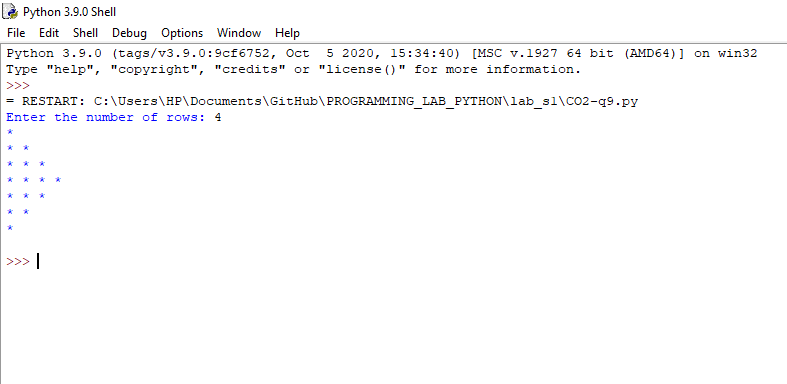 Python 3.9.0 Shell
File Edit Shell Debug Options Window Help
Python 3.9.0 (tags/v3.9.0:9cf6752, Oct  5 2020, 15:34:40) [MSC v.1927 64 bit (AMD64)] on win32
Type "help", "copyright", "credits" or "license()" for more information.
>>>
= RESTART: C:\Users\HP\Documents\GitHub\PROGRAMMING_LAB_PYTHON\lab_s1\CO2-q9.py
Enter the number of rows: 4
*
* *
* * *
* * * *
* * *
* *
*
>>>